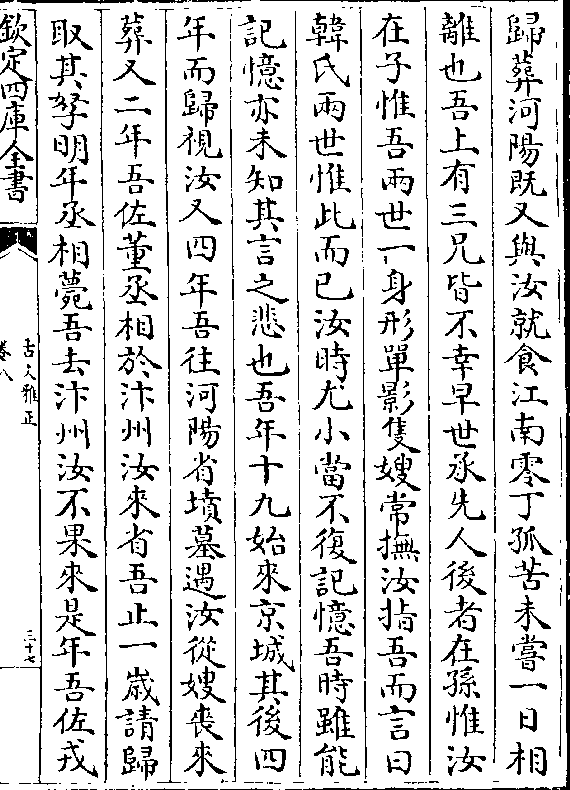 歸葬河陽既又與汝就食江南零丁孤苦未嘗一日相
離也吾上有三兄皆不幸早世承先人後者在孫惟汝
在子惟吾兩世一身形單影隻嫂常撫汝指吾而言曰
韓氏兩世惟此而已汝時尤小當不復記憶吾時雖能
記憶亦未知其言之悲也吾年十九始來京城其後四
年而歸視汝又四年吾往河陽省墳墓遇汝從嫂喪來
葬又二年吾佐董丞相於汴州汝來省吾止一歲請歸
取其孥明年丞相薨吾去汴州汝不果來是年吾佐戎
欽定四庫全書
古文雅正
卷八
三十七